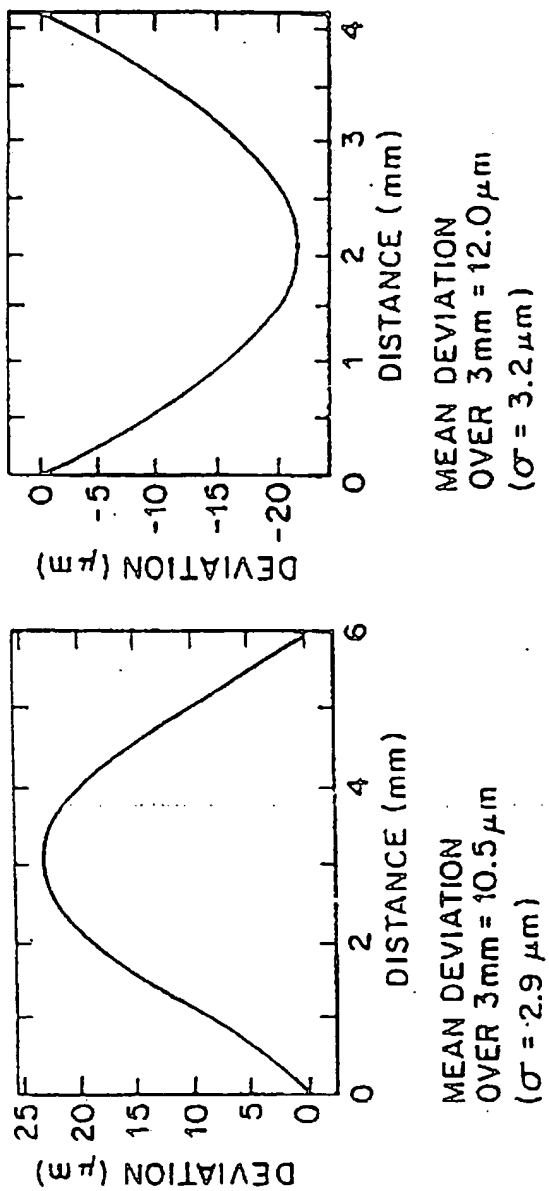 DEVIATION (μm)
25
20
15
10
5
0
0
2
4
6
DISTANCE (mm)
MEAN DEVIATION
OVER 3mm = 10.5μm
(σ = 2.9 μm)
DEVIATION (μm)
0
-5
-10
-15
-20
0
1
2
3
4
DISTANCE (mm)
MEAN DEVIATION
OVER 3mm = 12.0μm
(σ = 3.2μm)